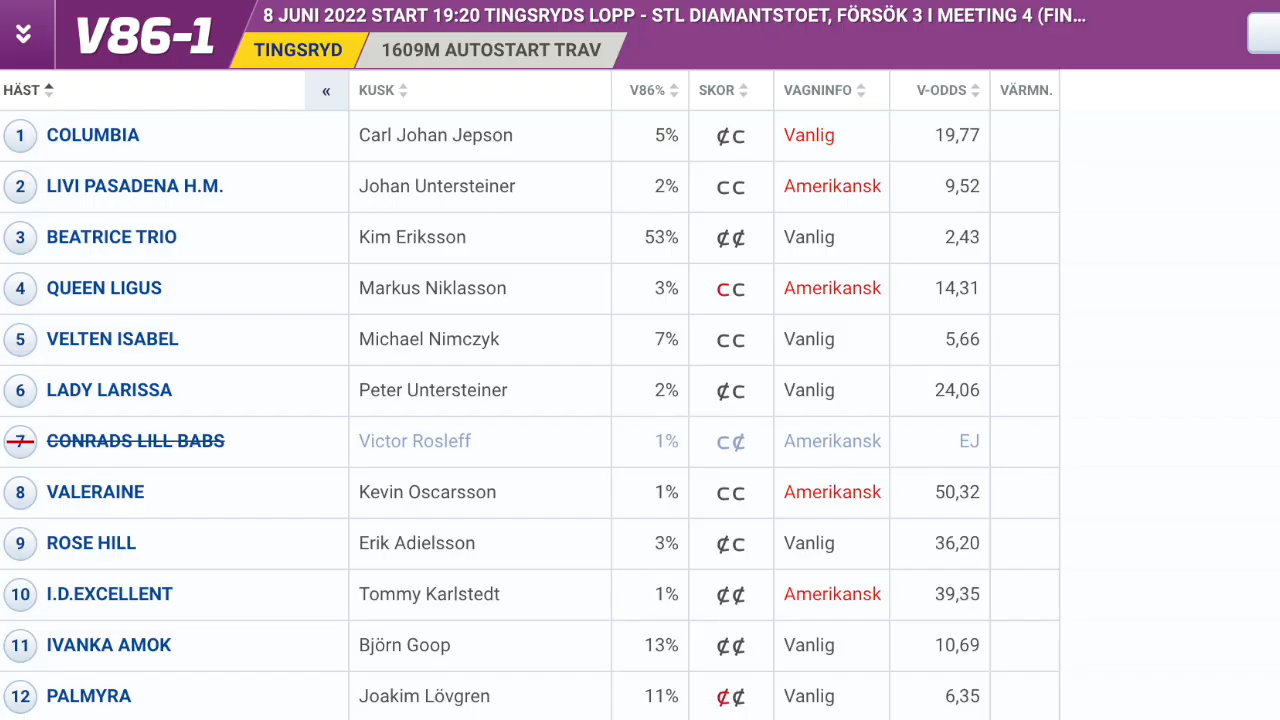 V86-1
8 JUNI 2022 START 19:20 TINGSRYDS LOPP - STL DIAMANTSTOET, FÖRSÖK 3 I MEETING 4 (FIN...
TINGSRYD 1609M AUTOSTART TRAV
HÄST « KUSK V86% SKOR VAGNINFO V-ODDS VÄRMN.
1 COLUMBIA Carl Johan Jepson 5% ȼ c Vanlig 19,77
2 LIVI PASADENA H.M. Johan Untersteiner 2% c c Amerikansk 9,52
3 BEATRICE TRIO Kim Eriksson 53% ȼ ȼ Vanlig 2,43
4 QUEEN LIGUS Markus Niklasson 3% c c Amerikansk 14,31
5 VELTEN ISABEL Michael Nimczyk 7% c c Vanlig 5,66
6 LADY LARISSA Peter Untersteiner 2% ȼ c Vanlig 24,06
7 CONRADS LILL BABS Victor Rosleff 1% c ȼ Amerikansk EJ
8 VALERAINE Kevin Oscarsson 1% c c Amerikansk 50,32
9 ROSE HILL Erik Adielsson 3% ȼ c Vanlig 36,20
10 I.D.EXCELLENT Tommy Karlstedt 1% ȼ ȼ Amerikansk 39,35
11 IVANKA AMOK Björn Goop 13% ȼ ȼ Vanlig 10,69
12 PALMYRA Joakim Lövgren 11% ȼ ȼ Vanlig 6,35